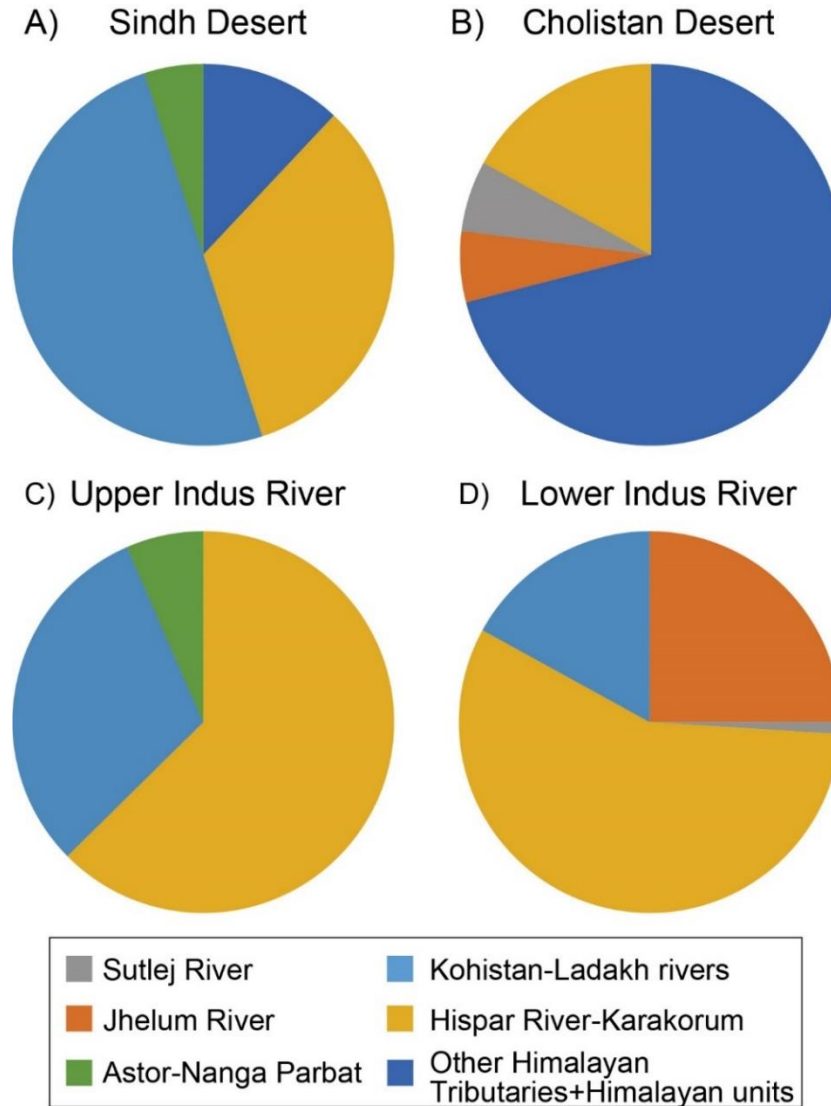 A) Sindh Desert
B) Cholistan Desert
C) Upper Indus River
D) Lower Indus River
Sutlej River
Jhelum River
Astor-Nanga Parbat
Kohistan-Ladakh rivers
Hispar River-Karakorum
Other Himalayan
Tributaries+Himalayan units